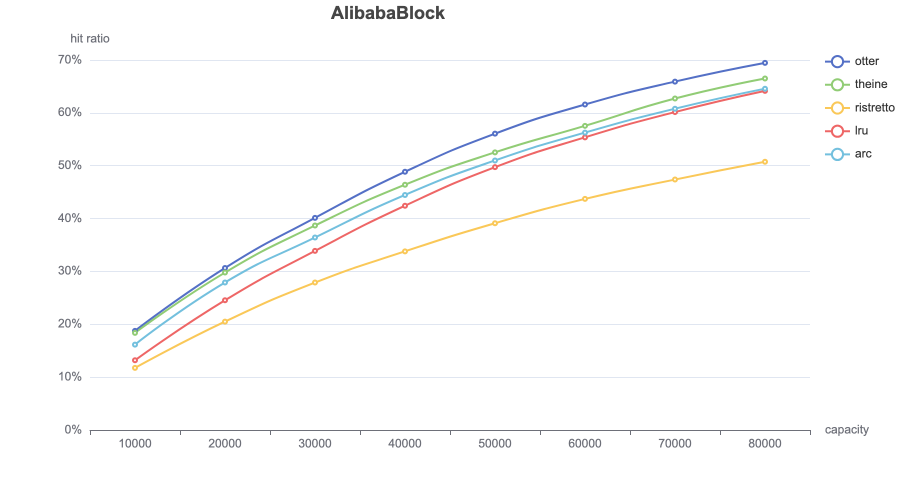 AlibabaBlock
hit ratio
70%
60%
50%
40%
30%
20%
10%
0%
10000 20000 30000 40000 50000 60000 70000 80000
capacity
otter
theine
ristretto
lru
arc